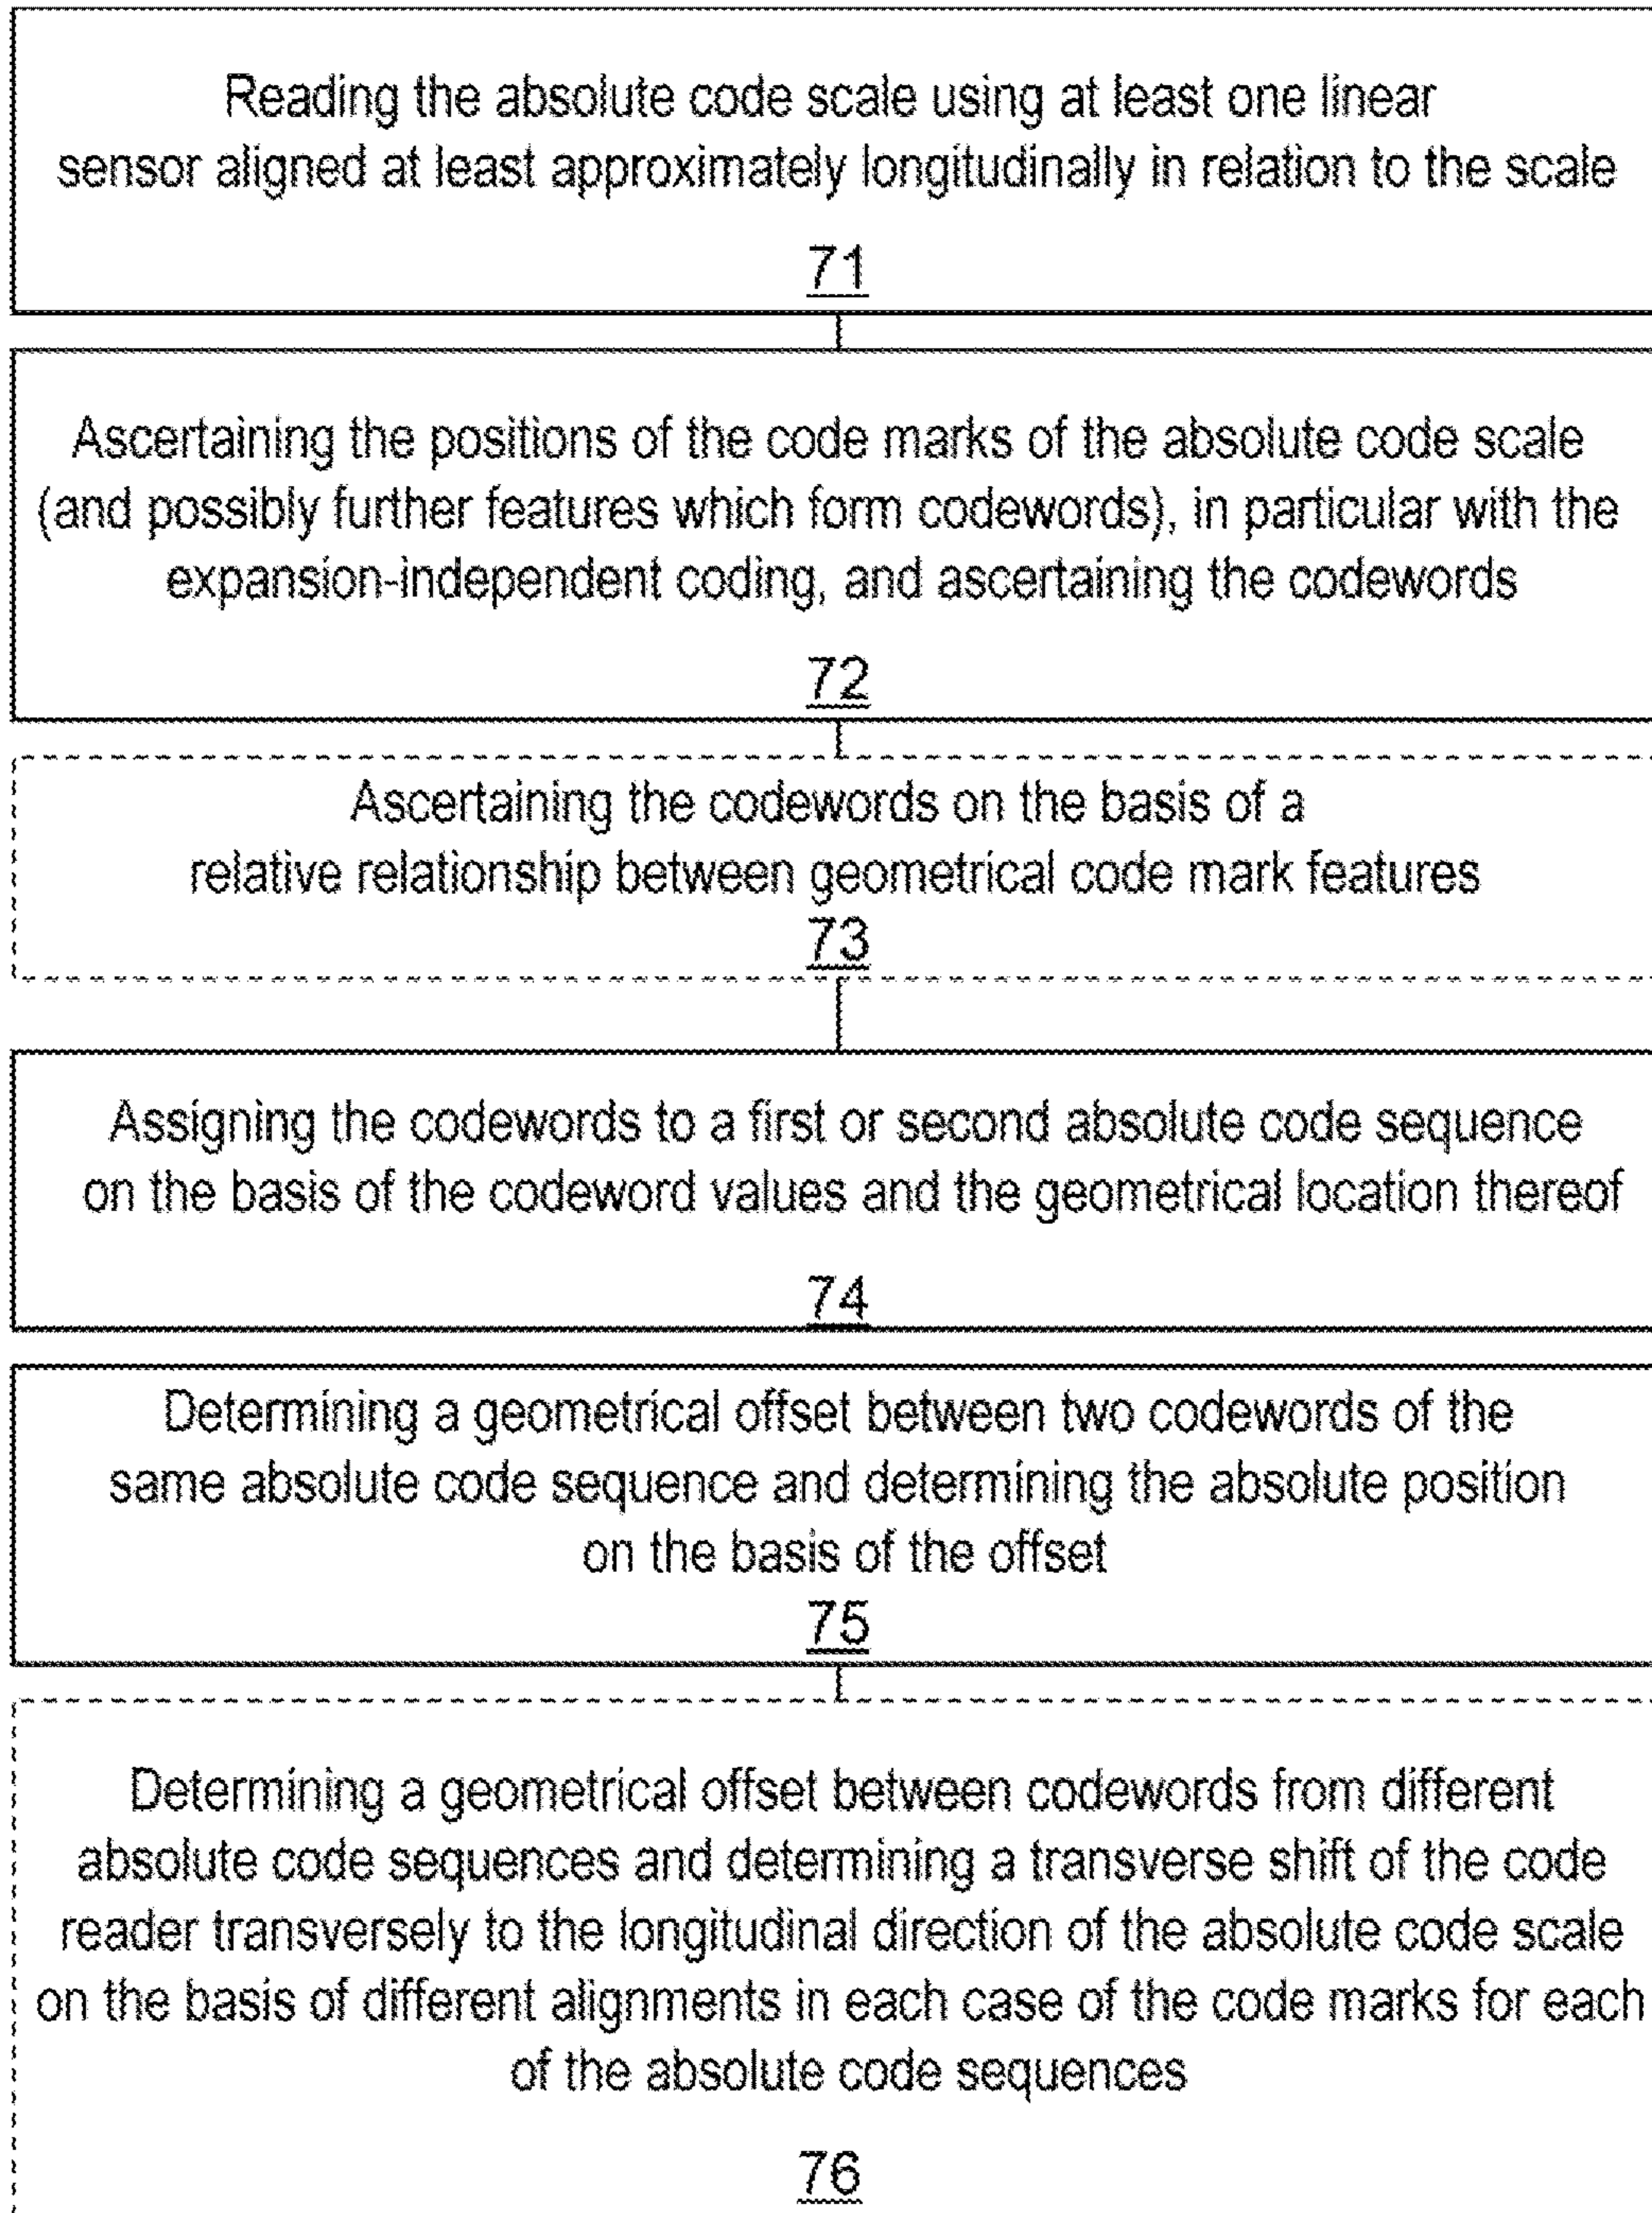 Reading the absolute code scale using at least one linear
sensor aligned at least approximately longitudinally in relation to the scale
71
Ascertaining the positions of the code marks of the absolute code scale
(and possibly further features which form codewords), in particular with the
expansion-independent coding, and ascertaining the codewords
72
Ascertaining the codewords on the basis of a
relative relationship between geometrical code mark features
73
Assigning the codewords to a first or second absolute code sequence
on the basis of the codeword values and the geometrical location thereof
74
Determining a geometrical offset between two codewords of the
same absolute code sequence and determining the absolute position
on the basis of the offset
75
Determining a geometrical offset between codewords from different
absolute code sequences and determining a transverse shift of the code
reader transversely to the longitudinal direction of the absolute code scale
on the basis of different alignments in each case of the code marks for each
of the absolute code sequences
76